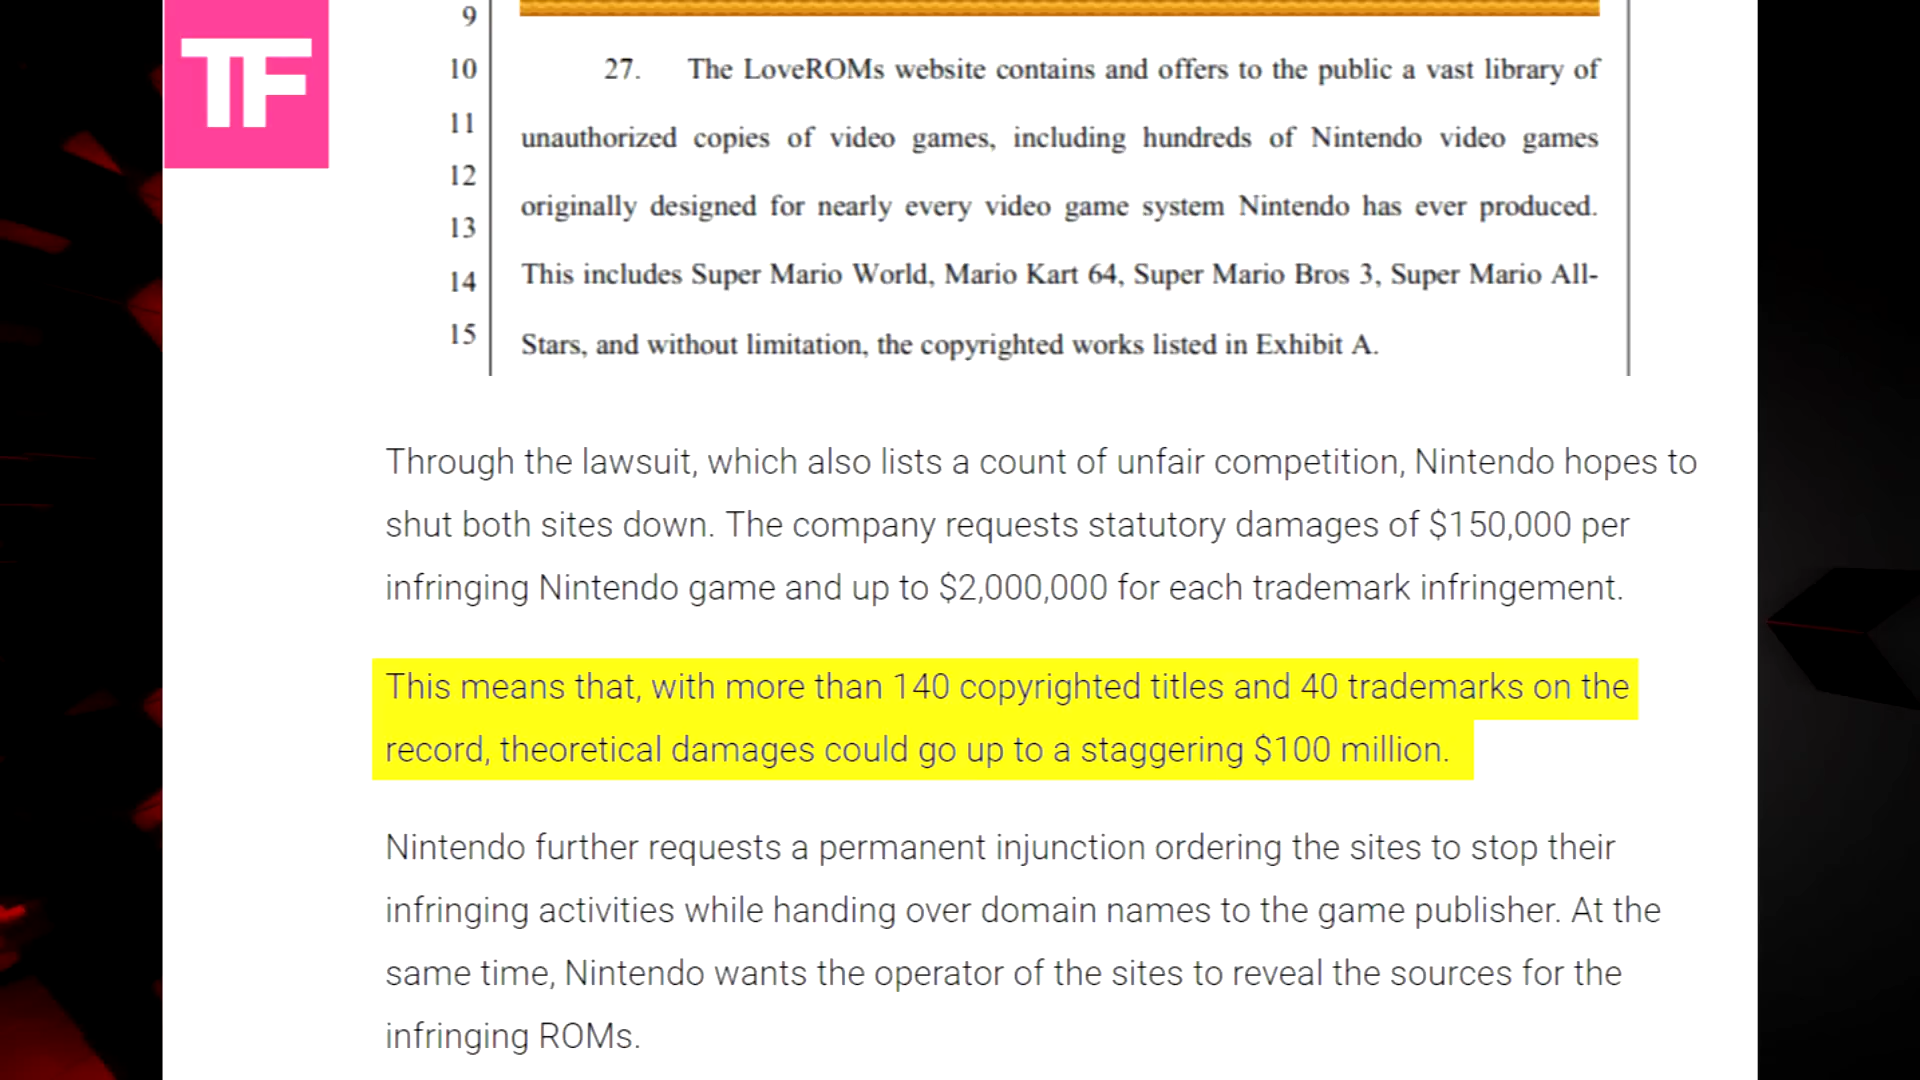 TF
9
10 27. The LoveROMs website contains and offers to the public a vast library of
11 unauthorized copies of video games, including hundreds of Nintendo video games
12 originally designed for nearly every video game system Nintendo has ever produced.
13
14 This includes Super Mario World, Mario Kart 64, Super Mario Bros 3, Super Mario All-
15 Stars, and without limitation, the copyrighted works listed in Exhibit A.
Through the lawsuit, which also lists a count of unfair competition, Nintendo hopes to
shut both sites down. The company requests statutory damages of $150,000 per
infringing Nintendo game and up to $2,000,000 for each trademark infringement.
This means that, with more than 140 copyrighted titles and 40 trademarks on the
record, theoretical damages could go up to a staggering $100 million.
Nintendo further requests a permanent injunction ordering the sites to stop their
infringing activities while handing over domain names to the game publisher. At the
same time, Nintendo wants the operator of the sites to reveal the sources for the
infringing ROMs.